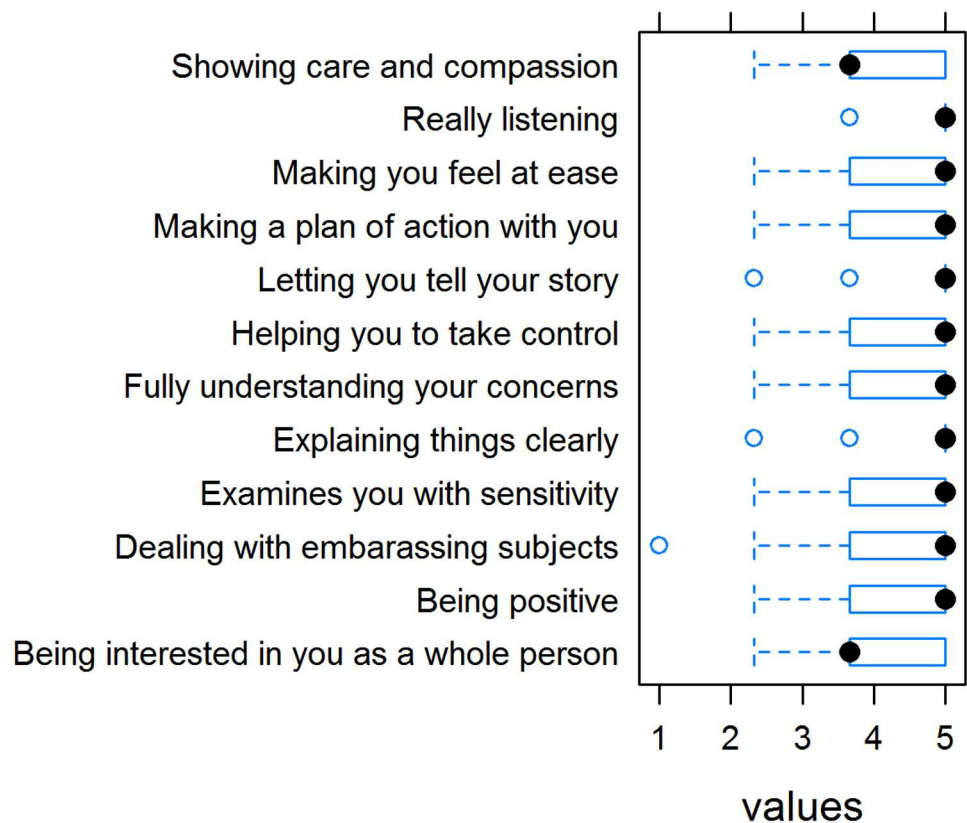 Showing care and compassion
Really listening
Making you feel at ease
Making a plan of action with you
Letting you tell your story
Helping you to take control
Fully understanding your concerns
Explaining things clearly
Examines you with sensitivity
Dealing with embarassing subjects
Being positive
Being interested in you as a whole person
1 2 3 4 5
values